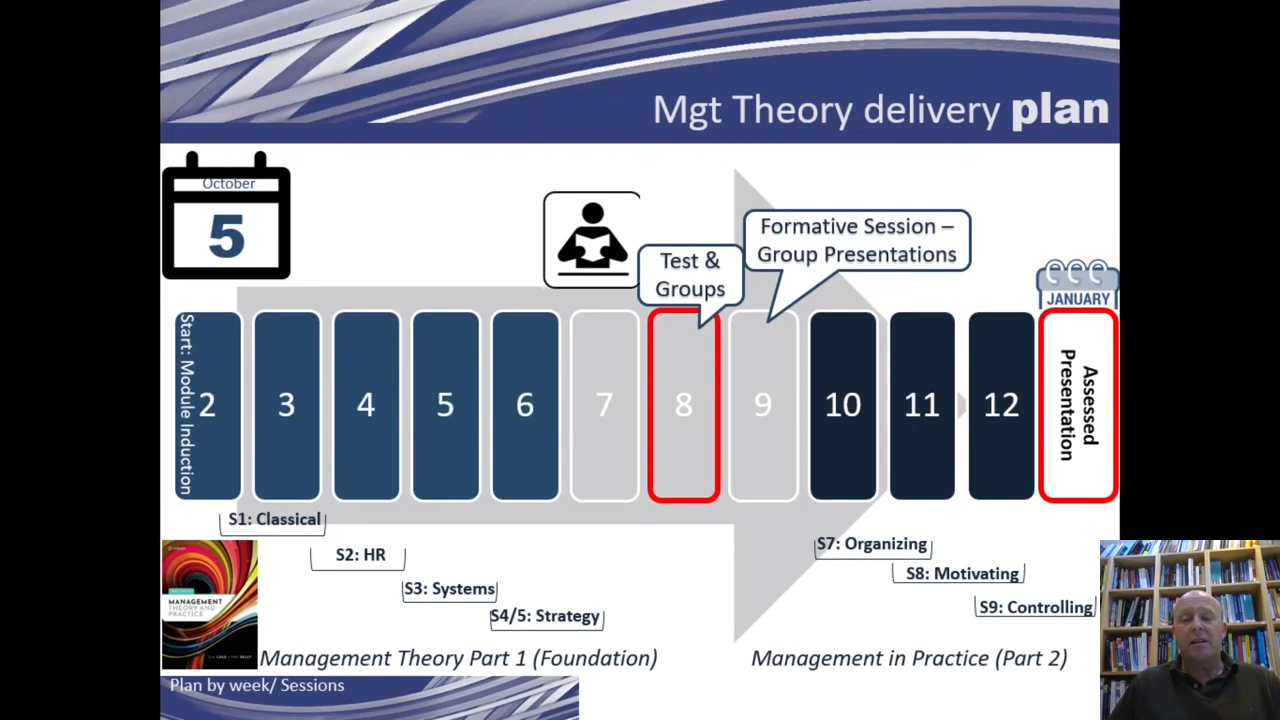 Mgt Theory delivery plan
October
5
Test &
Groups
Formative Session –
Group Presentations
JANUARY
Start: Module Induction
2
3
4
5
6
7
8
9
10
11
12
Assessed
Presentation
S1: Classical
S2: HR
S3: Systems
S4/5: Strategy
S7: Organizing
S8: Motivating
S9: Controlling
MANAGEMENT
THEORY AND
PRACTICE
Management Theory Part 1 (Foundation)
Management in Practice (Part 2)
Plan by week/ Sessions